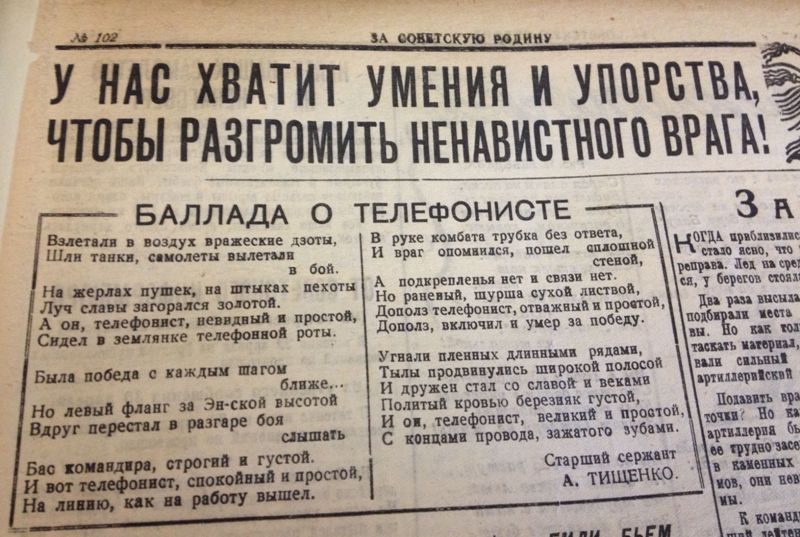 № 102
ЗА СОВЕТСКУЮ РОДИНУ
У НАС ХВАТИТ УМЕНИЯ И УПОРСТВА,
ЧТОБЫ РАЗГРОМИТЬ НЕНАВИСТНОГО ВРАГА!
БАЛЛАДА О ТЕЛЕФОНИСТЕ
Взлетали в воздух вражеские дзоты,
Шли танки, самолеты вылетали
в бой.
На жерлах пушек, на штыках пехоты
Луч славы загорался золотой.
А он, телефонист, невидный и простой,
Сидел в землянке телефонной роты.
Была победа с каждым шагом
ближе...
Но левый фланг за Эн-ской высотой
Вдруг перестал в разгаре боя
слышать
Бас командира, строгий и густой.
И вот телефонист, спокойный и простой,
На линию, как на работу вышел.
В руке комбата трубка без ответа,
И враг опомнился, пошел сплошной
стеной,
А подкрепленья нет и связи нет.
Но раненый, шурша сухой листвой,
Дополз телефонист, отважный и простой,
Дополз, включил и умер за победу.
Угнали пленных длинными рядами,
Тылы продвинулись широкой полосой
И дружен стал со славой и веками
Политый кровью березняк густой,
И он, телефонист, великий и простой,
С концами провода, зажатого зубами.
Старший сержант
А. ТИЩЕНКО.
За
КОГДА приблизились
стало ясно, что
реправа. Лед на
ся, у берегов
Два раза высыла
подбирали места
вы. Но как
таскать материал,
вали сильный
артиллерийский
Подавить
точки? Но
артиллерия
ее трудно
в каменных
мов, они
мы.
К
БЬЕМ